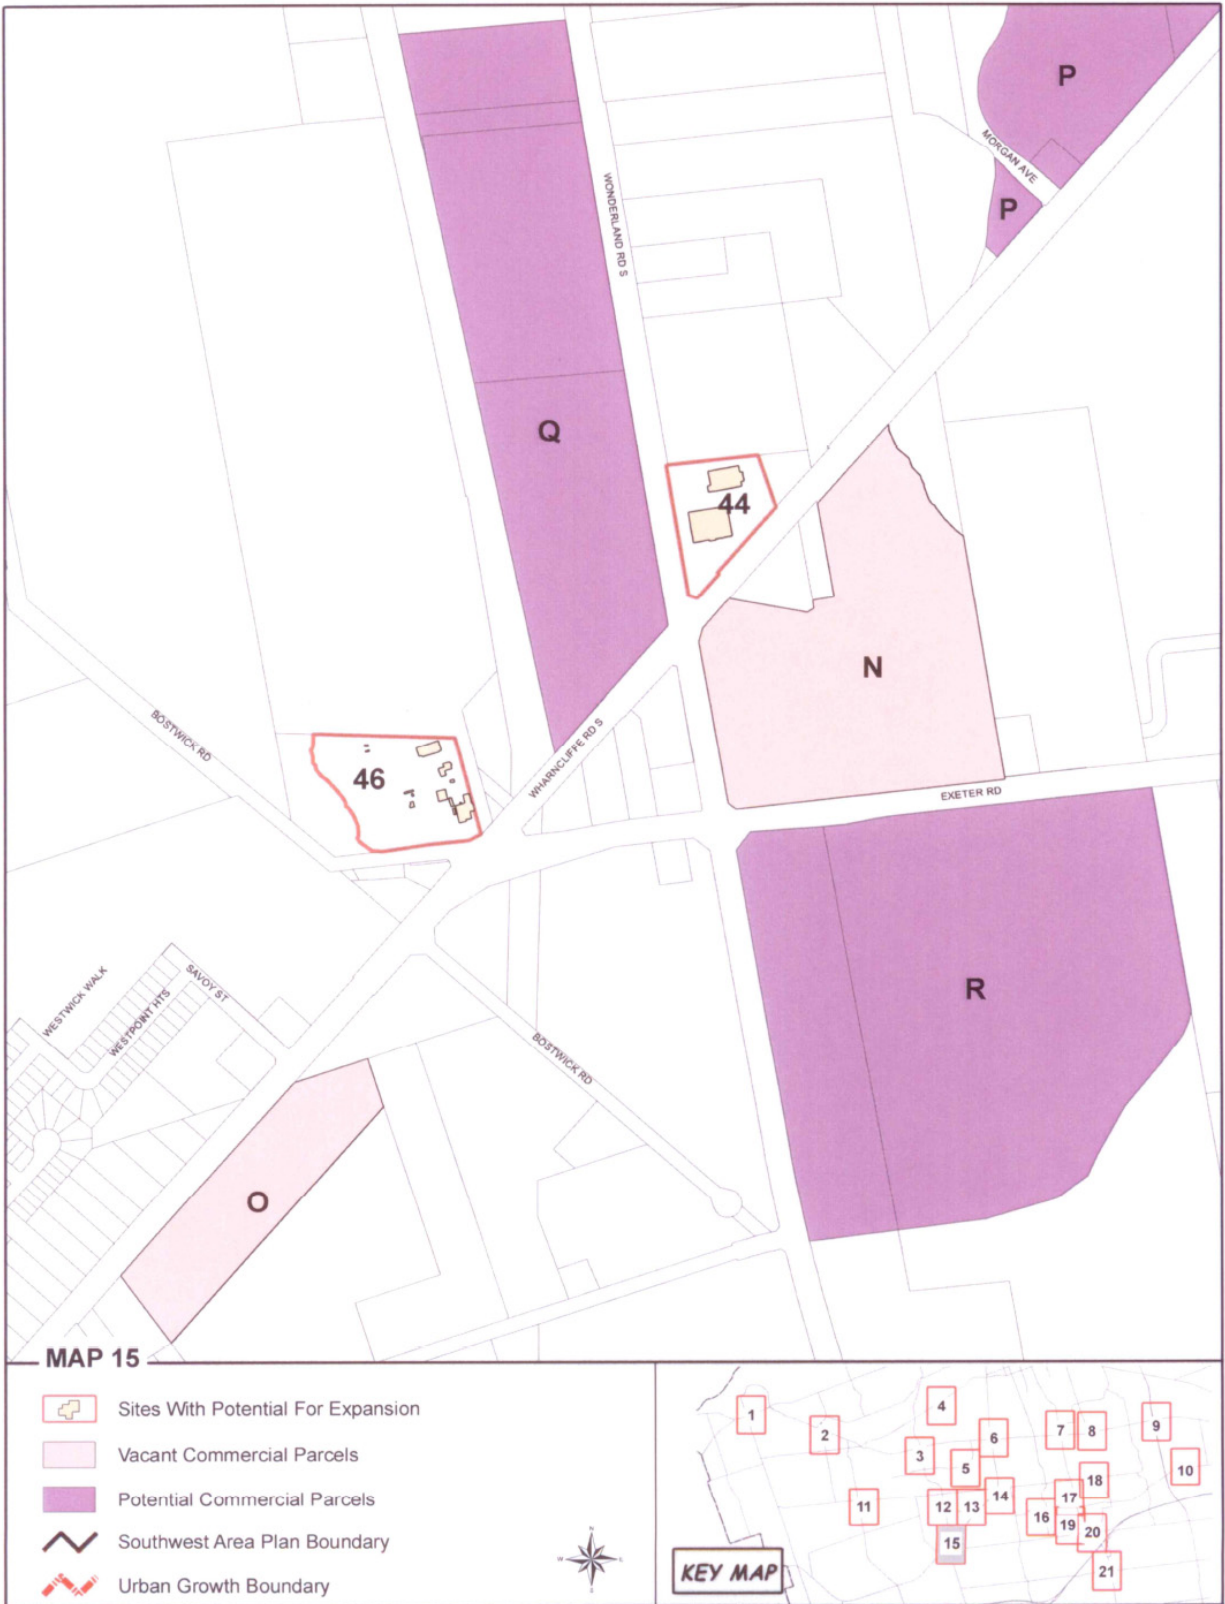 P
MORGAN AVE
P
WONDERLAND RD S
Q
44
N
BOSTWICK RD
46
WHARNCLIFFE RD S
EXETER RD
R
WESTWICK WALK
SAVOY ST
WESTPOINT HTS
BOSTWICK RD
O
MAP 15
Sites With Potential For Expansion
Vacant Commercial Parcels
Potential Commercial Parcels
Southwest Area Plan Boundary
Urban Growth Boundary
N
W E
S
1
2
3
4
5
6
7
8
9
10
11
12
13
14
15
16
17
18
19
20
21
KEY MAP